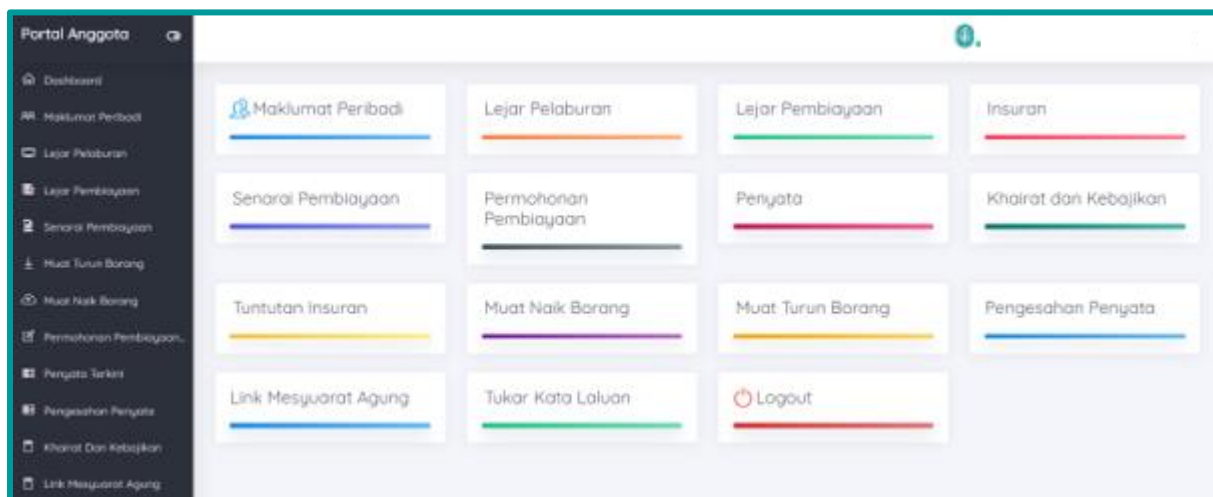 Portal Anggota
Dashboard
Maklumat Peribadi
Lejar Pelaburan
Lejar Pembiayaan
Senarai Pembiayaan
Muat Turun Borang
Muat Naik Borang
Permohonan Pembiayaan..
Penyata Terkini
Pengesahan Penyata
Khairat Dan Kebajikan
Link Mesyuarat Agung
Maklumat Peribadi
Lejar Pelaburan
Lejar Pembiayaan
Insuran
Senarai Pembiayaan
Permohonan
Pembiayaan
Penyata
Khairat dan Kebajikan
Tuntutan Insuran
Muat Naik Borang
Muat Turun Borang
Pengesahan Penyata
Link Mesyuarat Agung
Tukar Kata Laluan
Logout